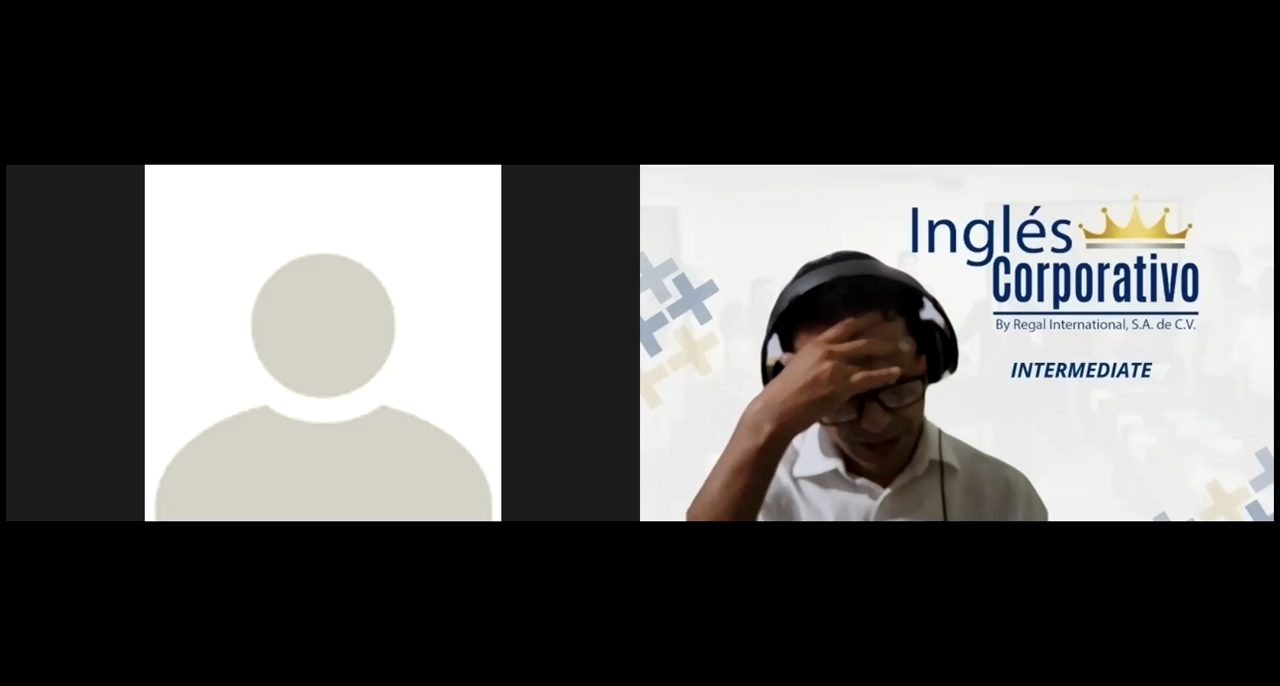 Inglés
Corporativo
By Regal International, S.A. de C.V.
INTERMEDIATE